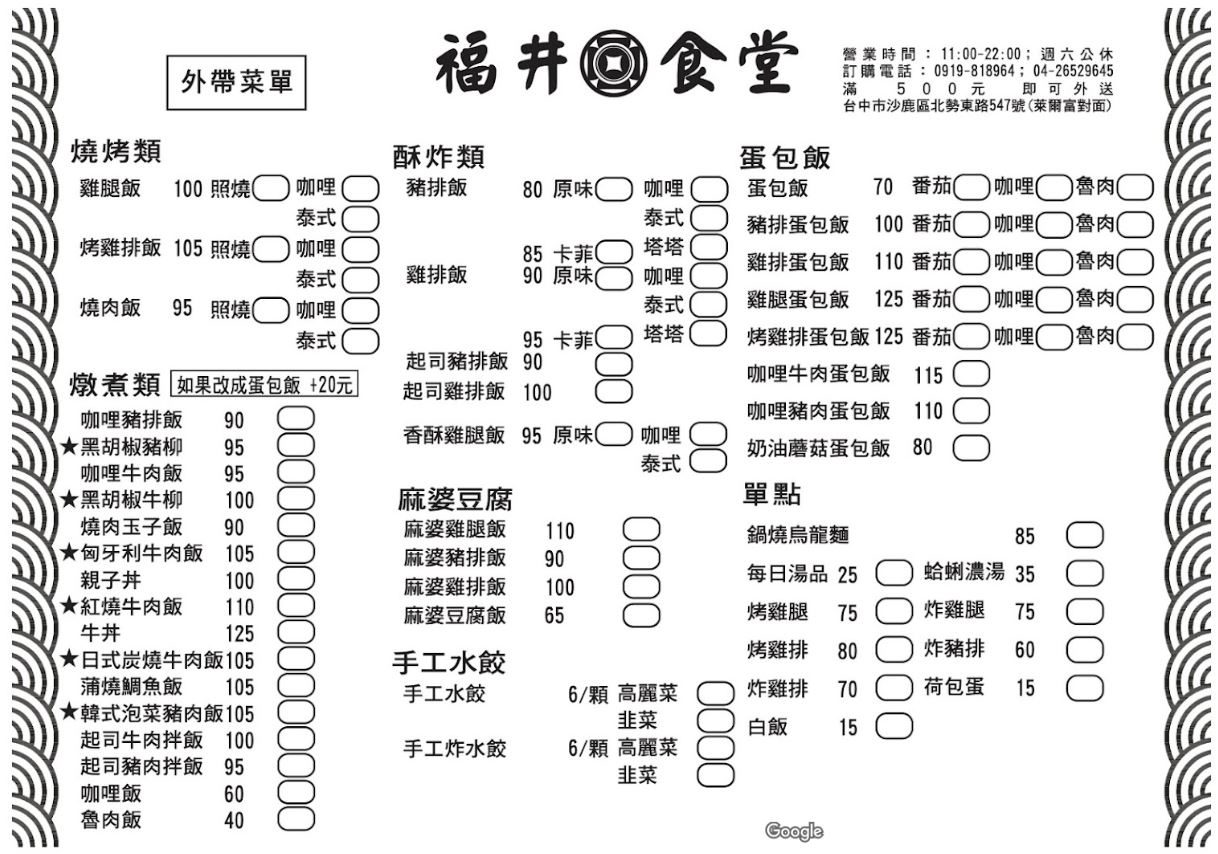 外帶菜單
福井食堂
營業時間：11:00-22:00；週六公休
訂購電話：0919-818964；04-26529645
滿500元即可外送
台中市沙鹿區北勢東路547號(萊爾富對面)
燒烤類
雞腿飯 100 照燒 咖哩
泰式
烤雞排飯 105 照燒 咖哩
泰式
燒肉飯 95 照燒 咖哩
泰式
燉煮類 如果改成蛋包飯 +20元
咖哩豬排飯 90
★黑胡椒豬柳 95
咖哩牛肉飯 95
★黑胡椒牛柳 100
燒肉玉子飯 90
★匈牙利牛肉飯 105
親子丼 100
★紅燒牛肉飯 110
牛丼 125
★日式炭燒牛肉飯 105
蒲燒鯛魚飯 105
★韓式泡菜豬肉飯 105
起司牛肉拌飯 100
起司豬肉拌飯 95
咖哩飯 60
魯肉飯 40
酥炸類
豬排飯 80 原味 咖哩
泰式
85 卡菲 塔塔
雞排飯 90 原味 咖哩
泰式
95 卡菲 塔塔
起司豬排飯 90
起司雞排飯 100
香酥雞腿飯 95 原味 咖哩
泰式
麻婆豆腐
麻婆雞腿飯 110
麻婆豬排飯 90
麻婆雞排飯 100
麻婆豆腐飯 65
手工水餃
手工水餃 6/顆 高麗菜
韭菜
手工炸水餃 6/顆 高麗菜
韭菜
蛋包飯
蛋包飯 70 番茄 咖哩 魯肉
豬排蛋包飯 100 番茄 咖哩 魯肉
雞排蛋包飯 110 番茄 咖哩 魯肉
雞腿蛋包飯 125 番茄 咖哩 魯肉
烤雞排蛋包飯 125 番茄 咖哩 魯肉
咖哩牛肉蛋包飯 115
咖哩豬肉蛋包飯 110
奶油蘑菇蛋包飯 80
單點
鍋燒烏龍麵 85
每日湯品 25 蛤蜊濃湯 35
烤雞腿 75 炸雞腿 75
烤雞排 80 炸豬排 60
炸雞排 70 荷包蛋 15
白飯 15
Google